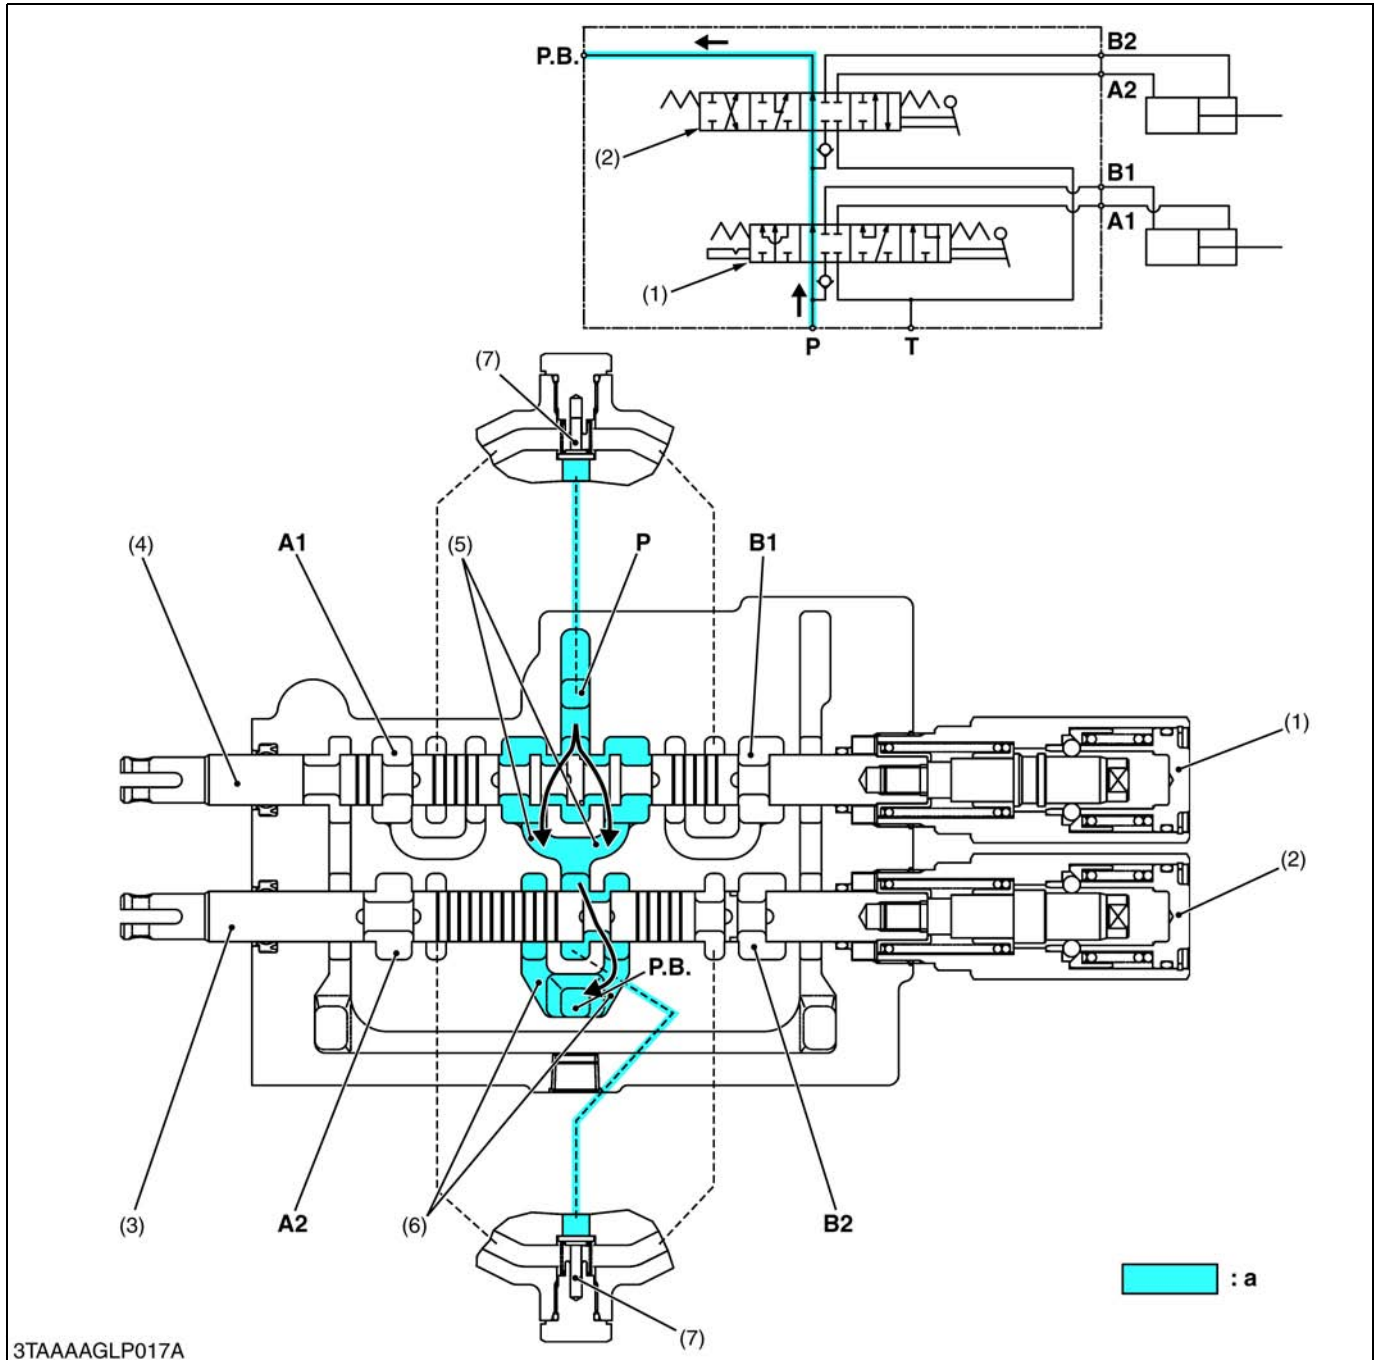 P.B.
B2
A2
(2)
B1
A1
(1)
P
T
(7)
(4)
A1
(5)
P
B1
(1)
(2)
P.B.
(3)
A2
(6)
B2
: a
(7)
3TAAAAGLP017A